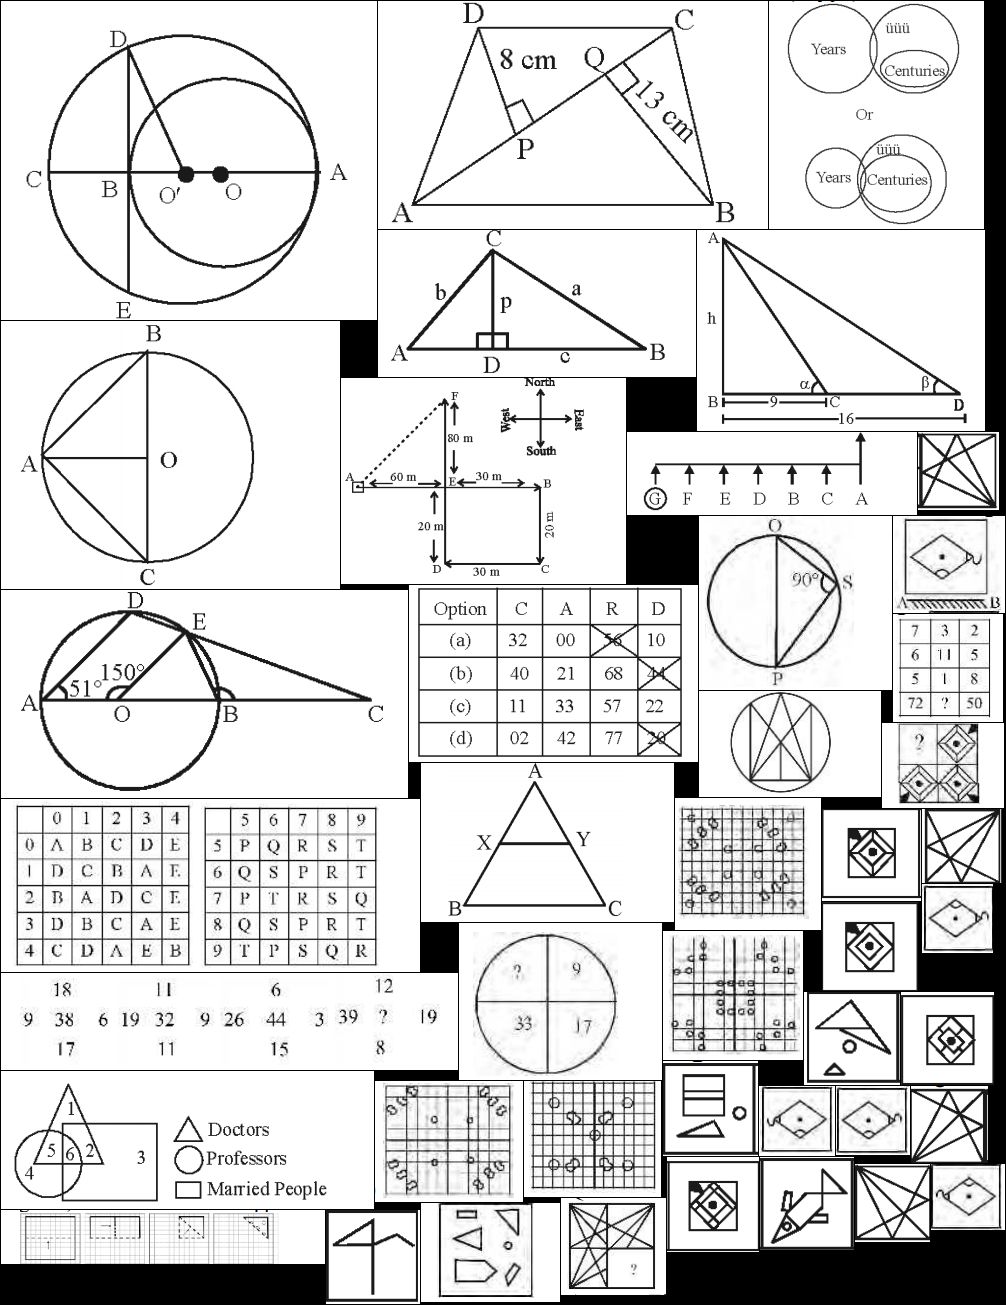 D
C
B
O'
O
A
E
D
C
8 cm
Q
13 cm
P
A
B
Years
üüü
Centuries
Or
üüü
Years
Centuries
C
b
a
p
A
D
c
B
A
h
α
β
B
9
C
D
16
B
A
O
C
North
West
East
South
F
80 m
A
60 m
E
30 m
B
20 m
20 m
D
30 m
C
G F E D B C A
O
90°
S
P
A B
D
E
150°
51°
A
O
B
C
Option C A R D
(a) 32 00 56 10
(b) 40 21 68 44
(c) 11 33 57 22
(d) 02 42 77 20
7 3 2
6 11 5
5 1 8
72 ? 50
?
A
X
Y
B
C
0 1 2 3 4
0 A B C D E
1 D C B A E
2 B A D C E
3 D B C A E
4 C D A E B
5 6 7 8 9
5 P Q R S T
6 Q S P R T
7 P T R S Q
8 Q S P R T
9 T P S Q R
18 11 6 12
9 38 6 19 32 9 26 44 3 39 ? 19
17 11 15 8
? 9
33 17
1
5 6 2
4
3
Doctors
Professors
Married People
?